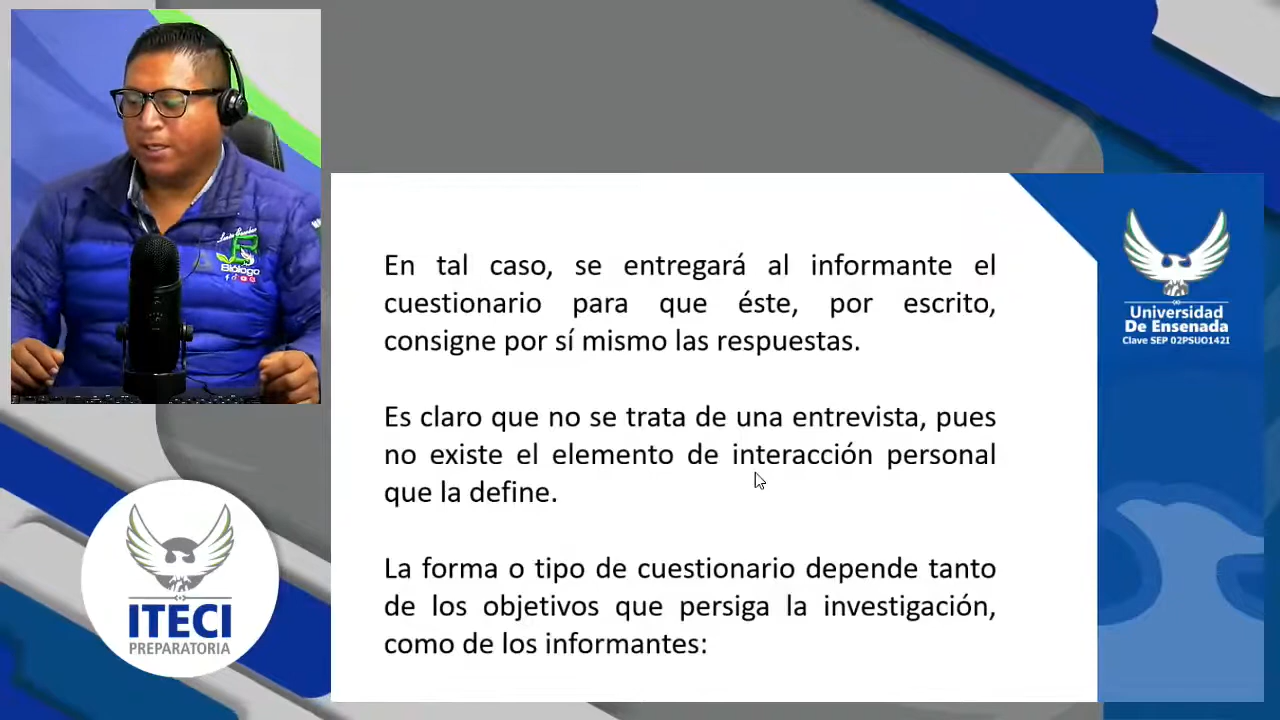 Biólogo
En tal caso, se entregará al informante el
cuestionario para que éste, por escrito,
consigne por sí mismo las respuestas.
Es claro que no se trata de una entrevista, pues
no existe el elemento de interacción personal
que la define.
La forma o tipo de cuestionario depende tanto
de los objetivos que persiga la investigación,
como de los informantes:
Universidad
De Ensenada
Clave SEP 02PSU0142I
ITECI
PREPARATORIA